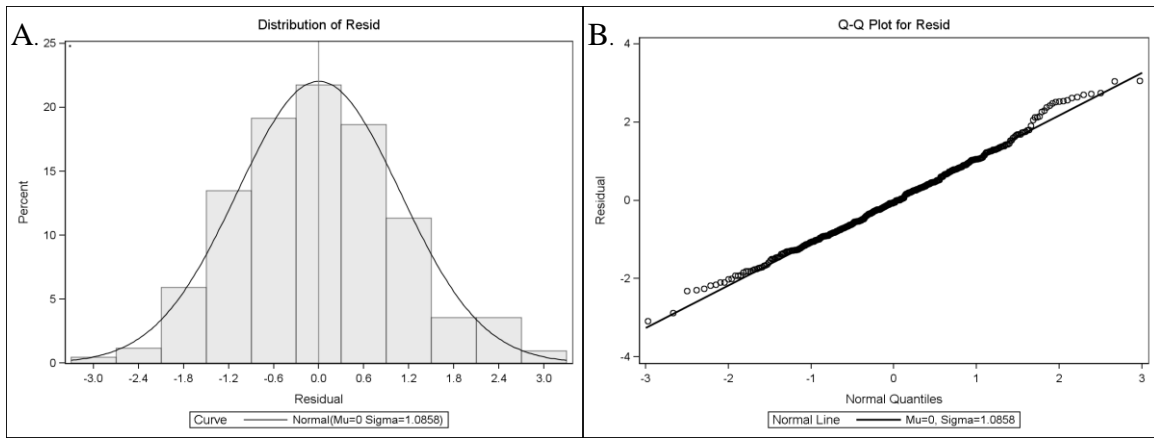 A.
Distribution of Resid
25
20
15
10
5
0
Percent
-3.0 -2.4 -1.8 -1.2 -0.6 0.0 0.6 1.2 1.8 2.4 3.0
Residual
Curve Normal(Mu=0 Sigma=1.0858)
B.
Q-Q Plot for Resid
4
2
0
-2
-4
Residual
-3 -2 -1 0 1 2 3
Normal Quantiles
Normal Line Mu=0, Sigma=1.0858